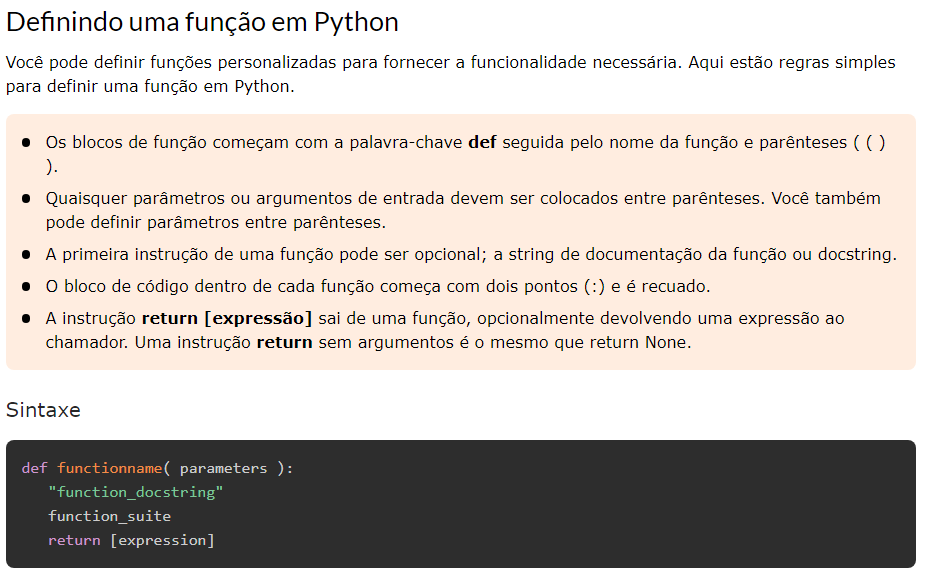 Definindo uma função em Python
Você pode definir funções personalizadas para fornecer a funcionalidade necessária. Aqui estão regras simples
para definir uma função em Python.
Os blocos de função começam com a palavra-chave def seguida pelo nome da função e parênteses ( ( )
).
Quaisquer parâmetros ou argumentos de entrada devem ser colocados entre parênteses. Você também
pode definir parâmetros entre parênteses.
A primeira instrução de uma função pode ser opcional; a string de documentação da função ou docstring.
O bloco de código dentro de cada função começa com dois pontos (:) e é recuado.
A instrução return [expressão] sai de uma função, opcionalmente devolvendo uma expressão ao
chamador. Uma instrução return sem argumentos é o mesmo que return None.
Sintaxe
def functionname( parameters ):
   "function_docstring"
   function_suite
   return [expression]